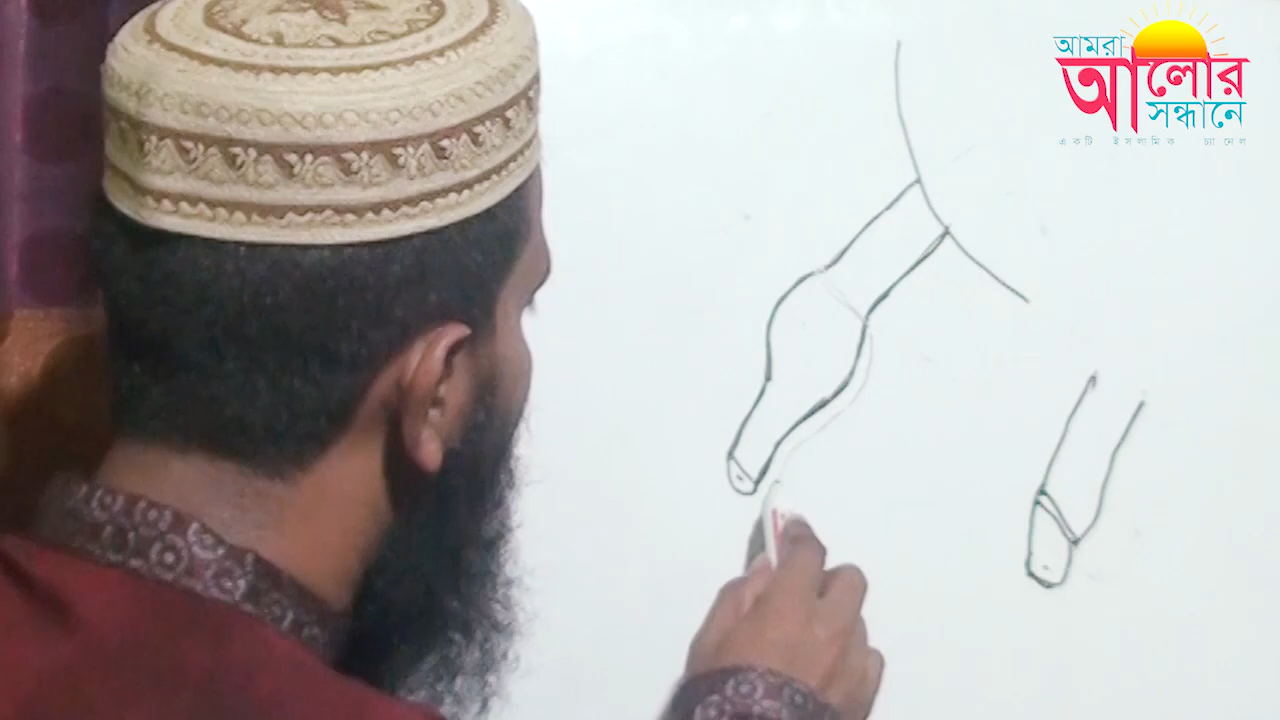 আমরা
আলোর
সন্ধানে
একটি ইসলামিক চ্যানেল